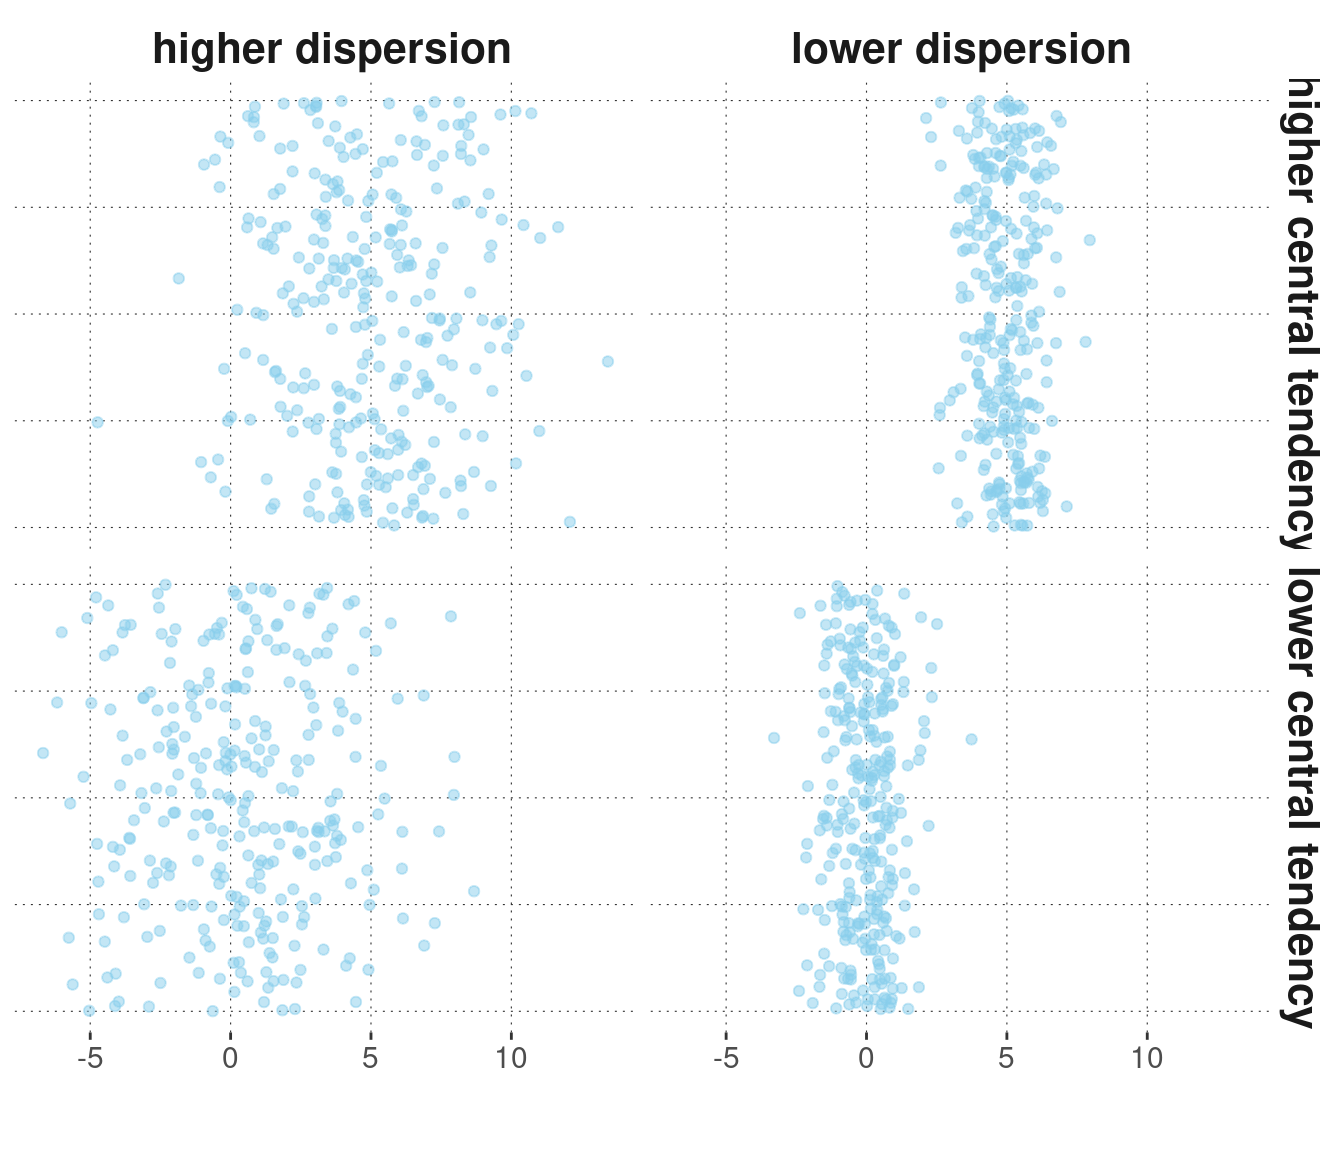 higher dispersion
lower dispersion
higher central tendency
lower central tendency
-5 0 5 10
-5 0 5 10